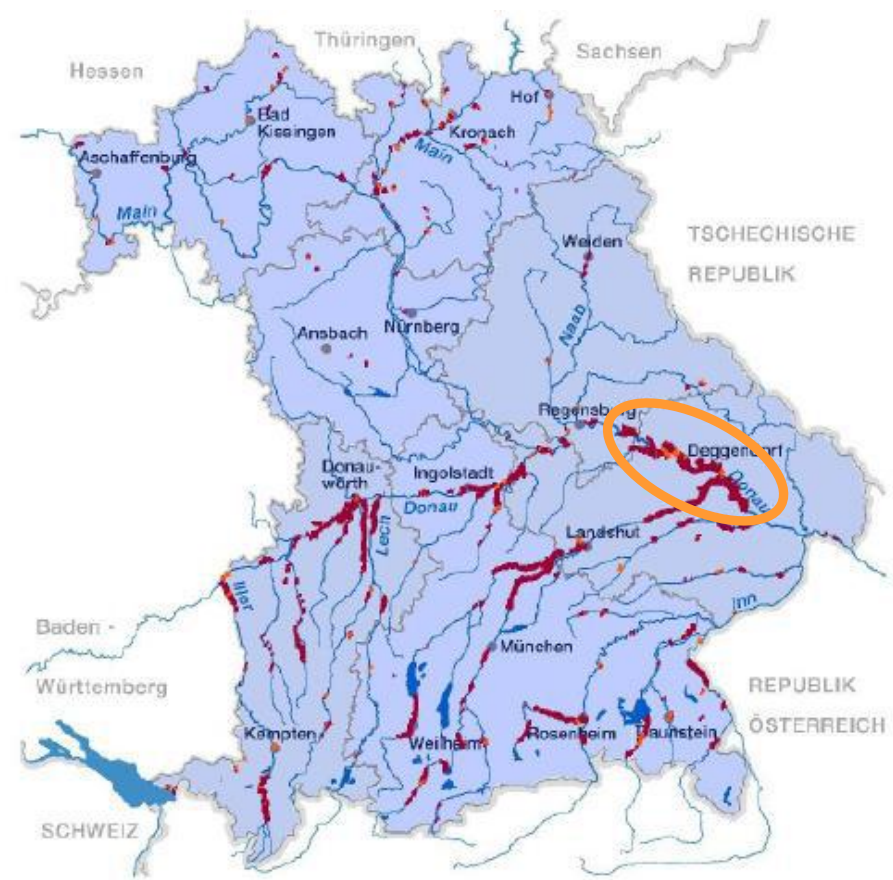 Thüringen
Sachsen
Hessen
Hof
Bad
Kissingen
Kronach
Main
Aschaffenburg
Main
TSCHECHISCHE
REPUBLIK
Weiden
Naab
Nürnberg
Ansbach
Regensburg
Deggendorf
Donau
Donau-
wörth
Ingolstadt
Donau
Lech
Landshut
Iller
Inn
Baden -
Württemberg
München
REPUBLIK
ÖSTERREICH
Kempten
Weilheim
Rosenheim
Traunstein
SCHWEIZ